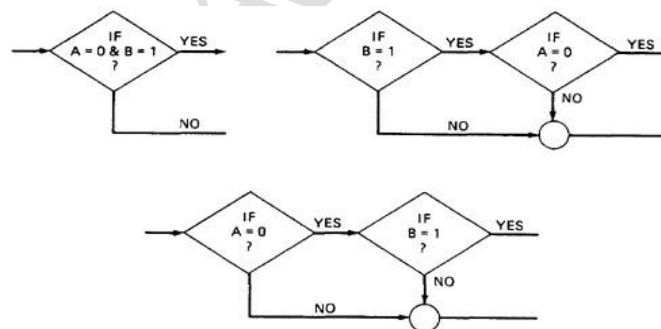 IF
A = 0 & B = 1
?
YES
NO
IF
B = 1
?
YES
IF
A = 0
?
YES
NO
NO
IF
A = 0
?
YES
IF
B = 1
?
YES
NO
NO